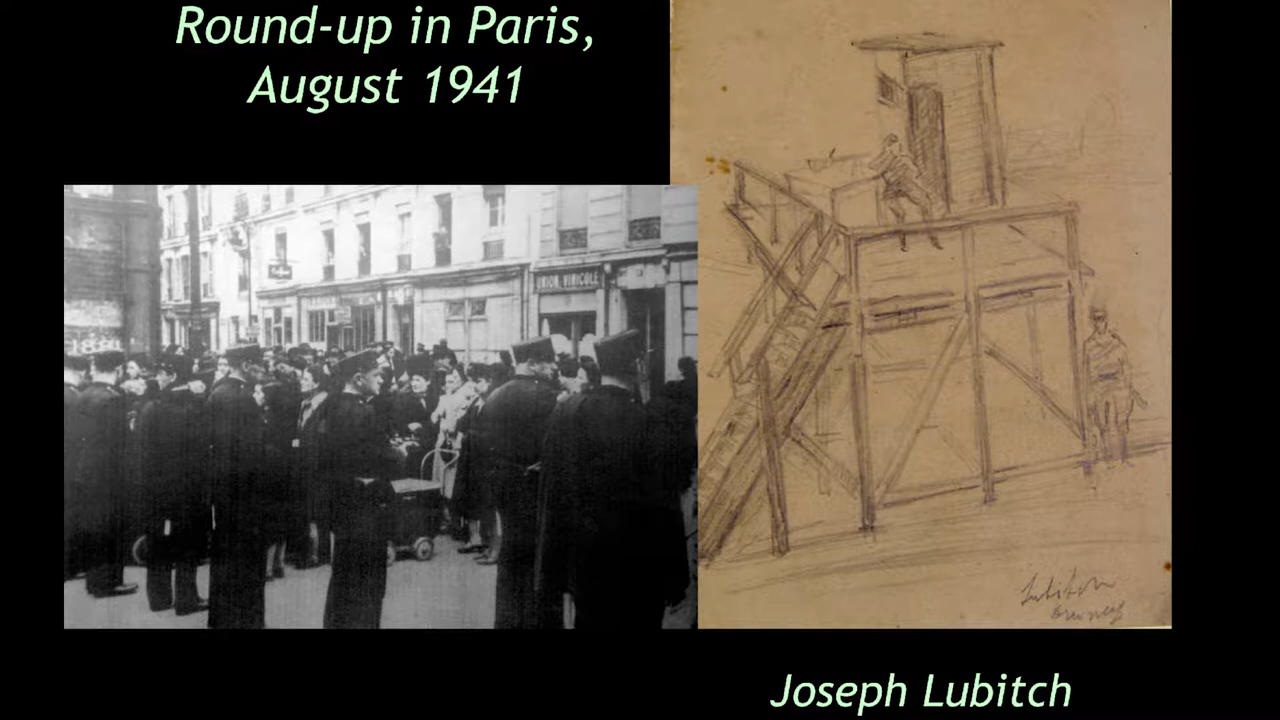 Round-up in Paris,
August 1941
UNION VINICOLE
Joseph Lubitch